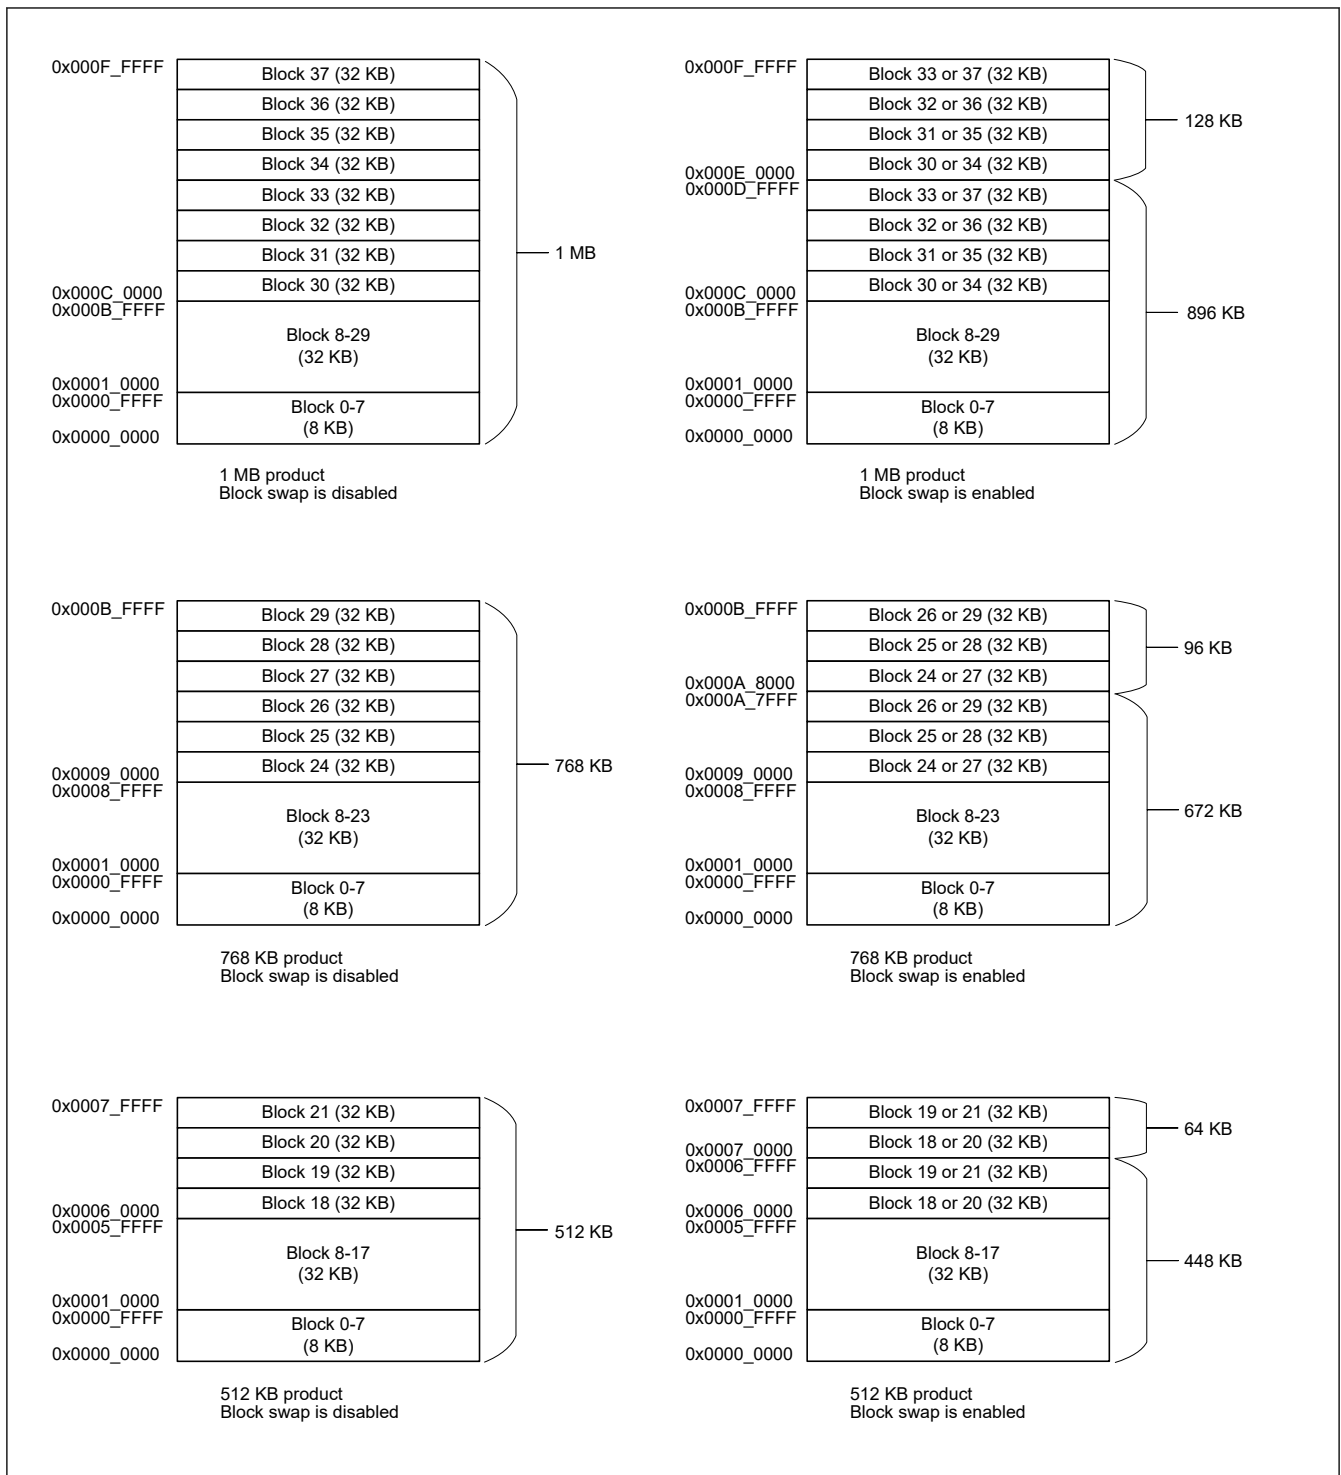 0x000F_FFFF
Block 37 (32 KB)
Block 36 (32 KB)
Block 35 (32 KB)
Block 34 (32 KB)
Block 33 (32 KB)
Block 32 (32 KB)
Block 31 (32 KB)
Block 30 (32 KB)
0x000C_0000
0x000B_FFFF
Block 8-29
(32 KB)
0x0001_0000
0x0000_FFFF
Block 0-7
(8 KB)
0x0000_0000
1 MB
1 MB product
Block swap is disabled
0x000F_FFFF
Block 33 or 37 (32 KB)
Block 32 or 36 (32 KB)
Block 31 or 35 (32 KB)
Block 30 or 34 (32 KB)
128 KB
0x000E_0000
0x000D_FFFF
Block 33 or 37 (32 KB)
Block 32 or 36 (32 KB)
Block 31 or 35 (32 KB)
Block 30 or 34 (32 KB)
0x000C_0000
0x000B_FFFF
Block 8-29
(32 KB)
896 KB
0x0001_0000
0x0000_FFFF
Block 0-7
(8 KB)
0x0000_0000
1 MB product
Block swap is enabled
0x000B_FFFF
Block 29 (32 KB)
Block 28 (32 KB)
Block 27 (32 KB)
Block 26 (32 KB)
Block 25 (32 KB)
Block 24 (32 KB)
768 KB
0x0009_0000
0x0008_FFFF
Block 8-23
(32 KB)
0x0001_0000
0x0000_FFFF
Block 0-7
(8 KB)
0x0000_0000
768 KB product
Block swap is disabled
0x000B_FFFF
Block 26 or 29 (32 KB)
Block 25 or 28 (32 KB)
Block 24 or 27 (32 KB)
96 KB
0x000A_8000
0x000A_7FFF
Block 26 or 29 (32 KB)
Block 25 or 28 (32 KB)
Block 24 or 27 (32 KB)
0x0009_0000
0x0008_FFFF
Block 8-23
(32 KB)
672 KB
0x0001_0000
0x0000_FFFF
Block 0-7
(8 KB)
0x0000_0000
768 KB product
Block swap is enabled
0x0007_FFFF
Block 21 (32 KB)
Block 20 (32 KB)
Block 19 (32 KB)
Block 18 (32 KB)
0x0006_0000
0x0005_FFFF
512 KB
Block 8-17
(32 KB)
0x0001_0000
0x0000_FFFF
Block 0-7
(8 KB)
0x0000_0000
512 KB product
Block swap is disabled
0x0007_FFFF
Block 19 or 21 (32 KB)
Block 18 or 20 (32 KB)
64 KB
0x0007_0000
0x0006_FFFF
Block 19 or 21 (32 KB)
Block 18 or 20 (32 KB)
0x0006_0000
0x0005_FFFF
Block 8-17
(32 KB)
448 KB
0x0001_0000
0x0000_FFFF
Block 0-7
(8 KB)
0x0000_0000
512 KB product
Block swap is enabled